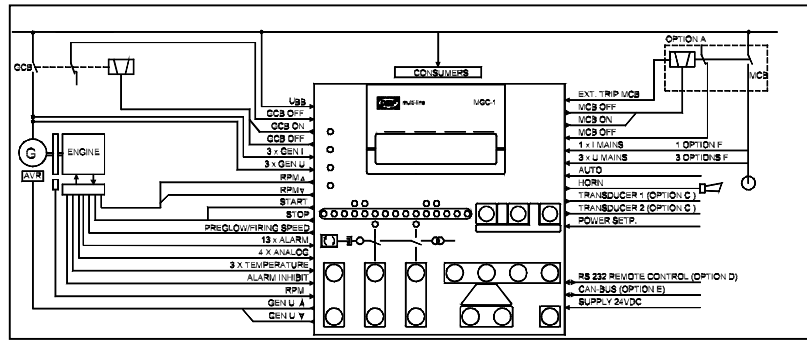 OPTION A
GCB
MCB
CONSUMERS
multi-line
MGC-1
G
ENGINE
AVR
UBB
GCB OFF
GCB ON
GCB OFF
3 x GEN I
3 x GEN U
RPM▲
RPM▼
START
STOP
PREGLOW/FIRING SPEED
13 x ALARM
4 x ANALOG
3 x TEMPERATURE
ALARM INHIBIT
RPM
GEN U ▲
GEN U ▼
EXT. TRIP MCB
MCB OFF
MCB ON
MCB OFF
1 x I MAINS 1 OPTION F
3 x U MAINS 3 OPTIONS F
AUTO
HORN
TRANSDUCER 1 (OPTION C )
TRANSDUCER 2 (OPTION C )
POWER SETP.
RS 232 REMOTE CONTROL (OPTION D)
CAN-BUS (OPTION E)
SUPPLY 24VDC